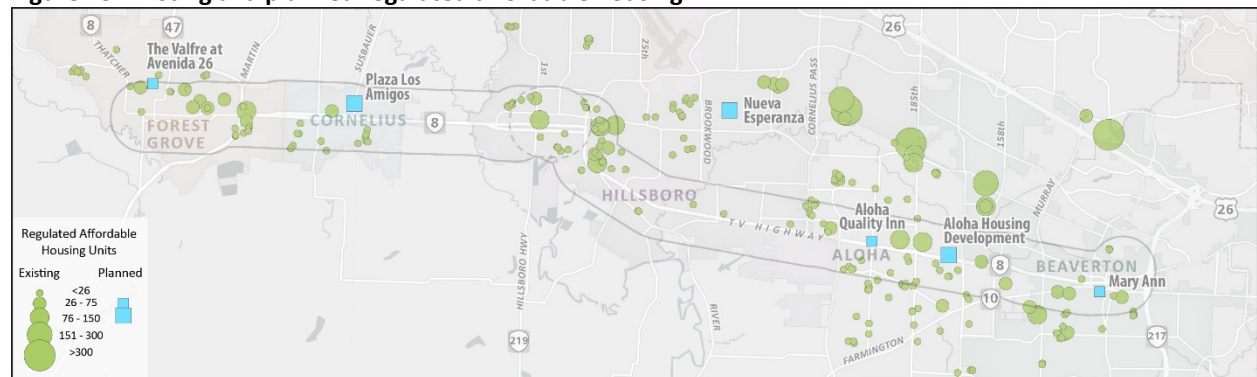 8
47
THATCHER
The Valfre at
Avenida 26
MARTIN
SUSBAUER
Plaza Los
Amigos
FOREST
GROVE
CORNELIUS
8
1st
25th
BROOKWOOD
Nueva
Esperanza
CORNELIUS PASS
26
185th
158th
MURRAY
26
HILLSBORO
TV HIGHWAY
HILLSBORO HWY
219
RIVER
Aloha
Quality Inn
ALOHA
Aloha Housing
Development
8
BEAVERTON
Mary Ann
10
FARMINGTON
217
Regulated Affordable
Housing Units
Existing Planned
<26
26 - 75
76 - 150
151 - 300
>300